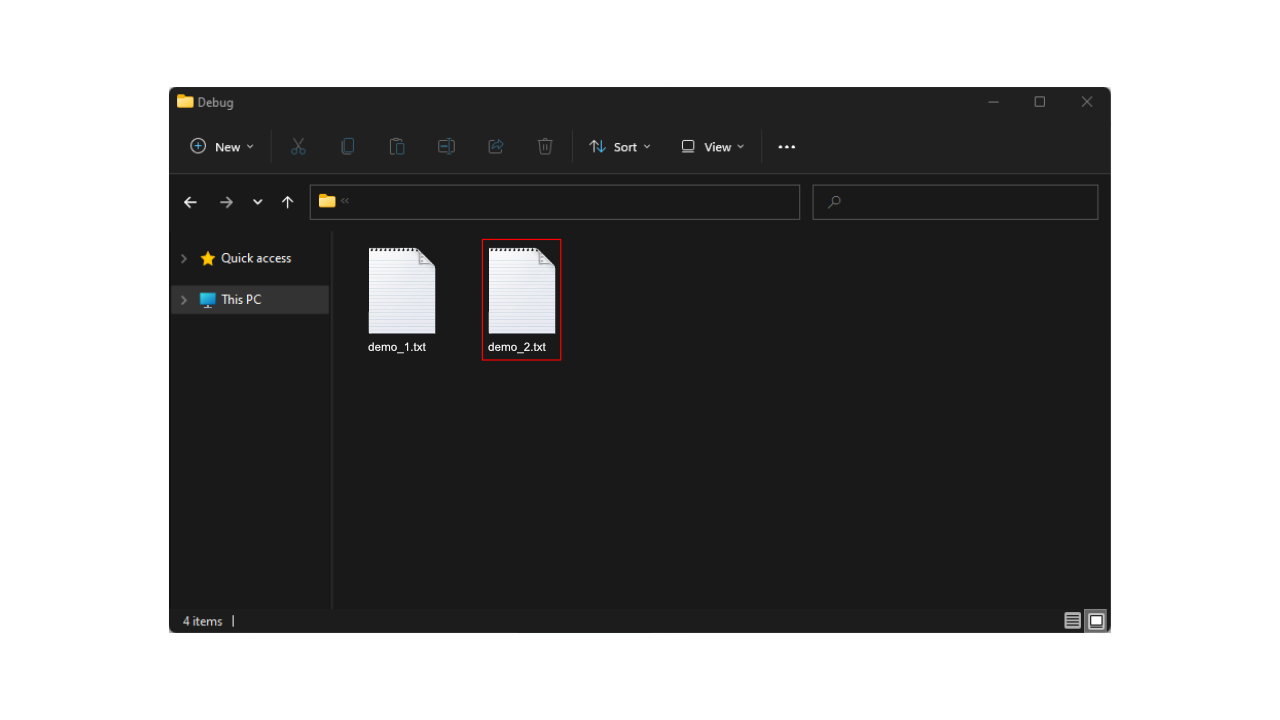 Debug
New
Sort
View
Quick access
This PC
demo_1.txt
demo_2.txt
4 items